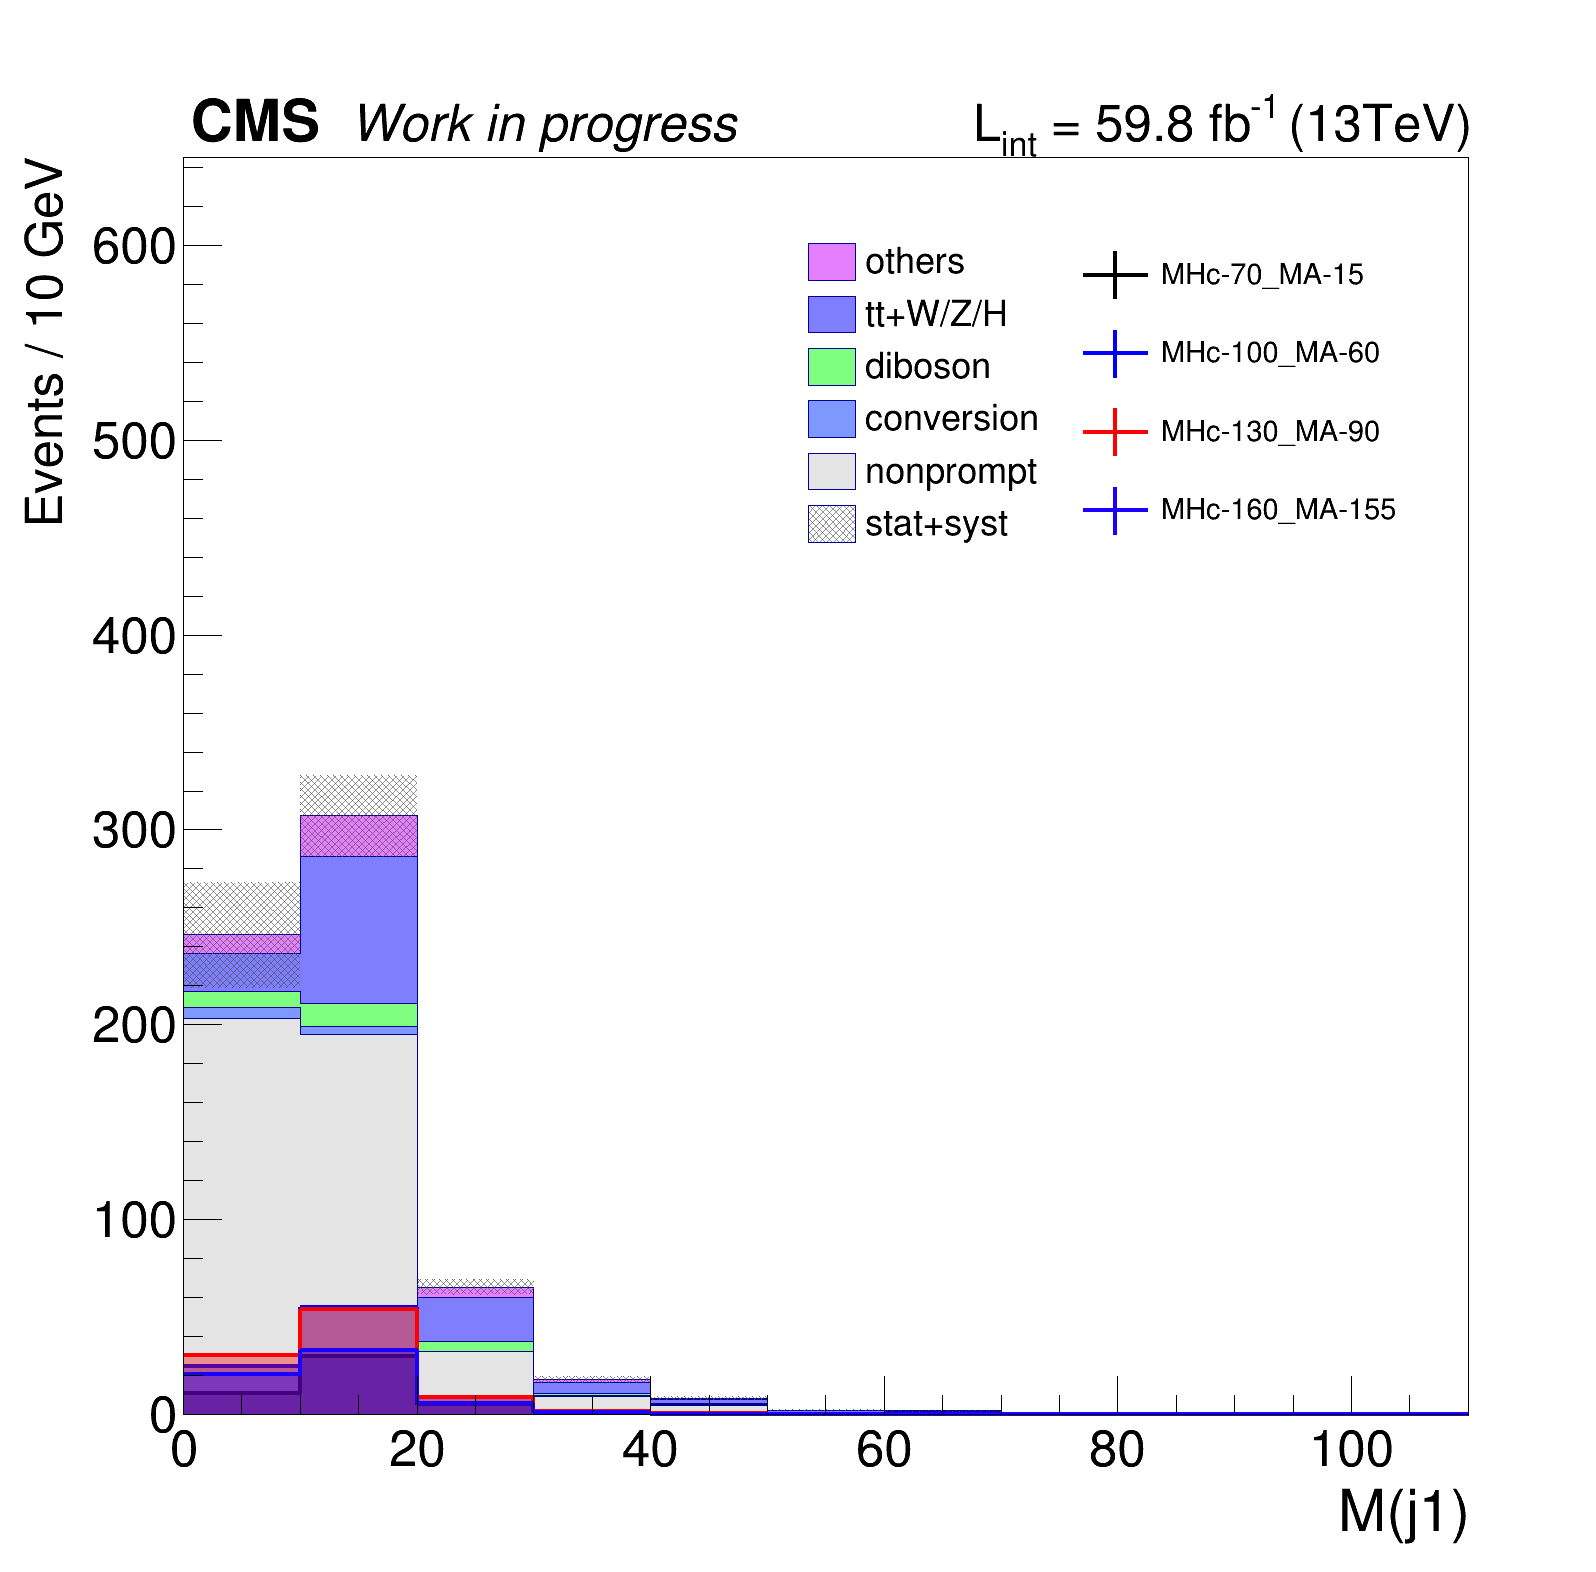 CMS Work in progress
L_int = 59.8 fb^-1 (13TeV)
Events / 10 GeV
600
500
400
300
200
100
0
others
tt+W/Z/H
diboson
conversion
nonprompt
stat+syst
MHc-70_MA-15
MHc-100_MA-60
MHc-130_MA-90
MHc-160_MA-155
0 20 40 60 80 100
M(j1)